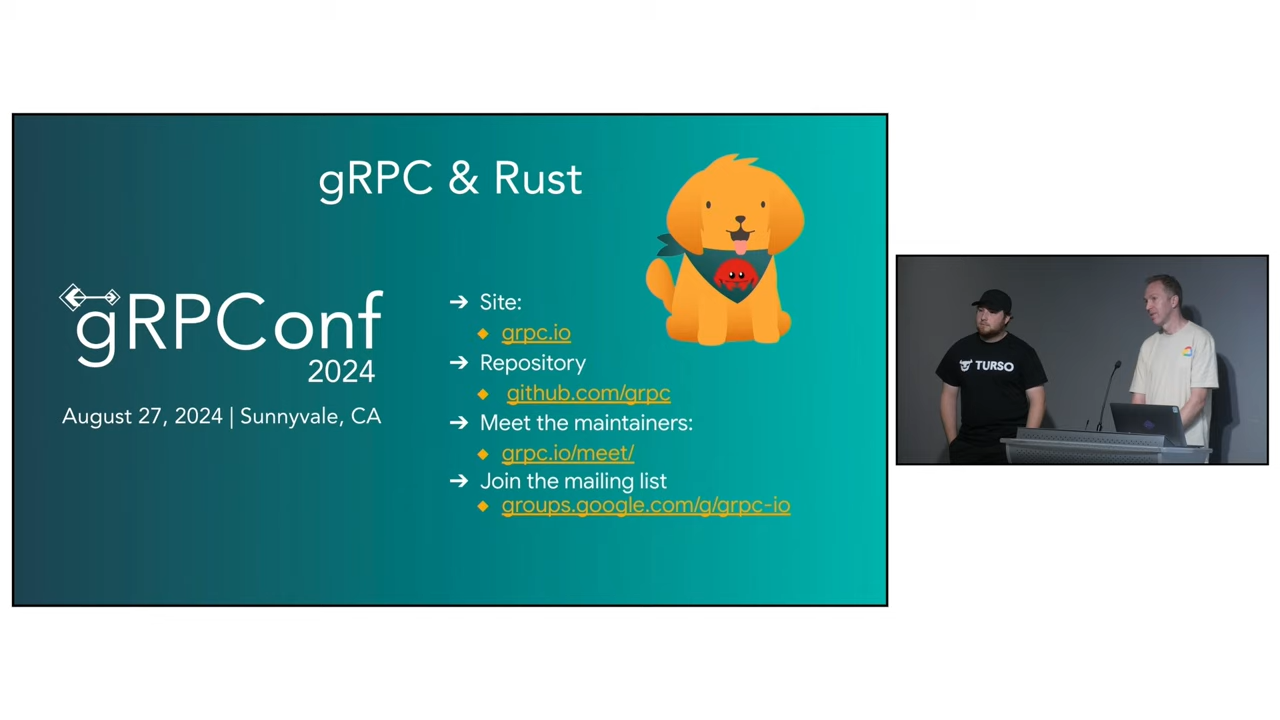 gRPC & Rust
gRPConf
2024
August 27, 2024 | Sunnyvale, CA
➔ Site:
◆ grpc.io
➔ Repository
◆ github.com/grpc
➔ Meet the maintainers:
◆ grpc.io/meet/
➔ Join the mailing list
◆ groups.google.com/g/grpc-io
TURSO